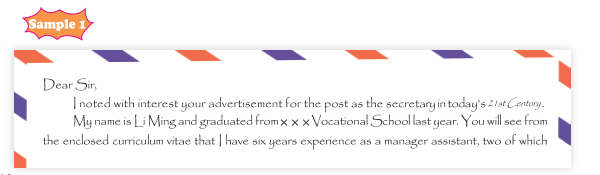 Sample 1
Dear Sir,
I noted with interest your advertisement for the post as the secretary in today's 21st Century.
My name is Li Ming and graduated from × × × Vocational School last year. You will see from
the enclosed curriculum vitae that I have six years experience as a manager assistant, two of which